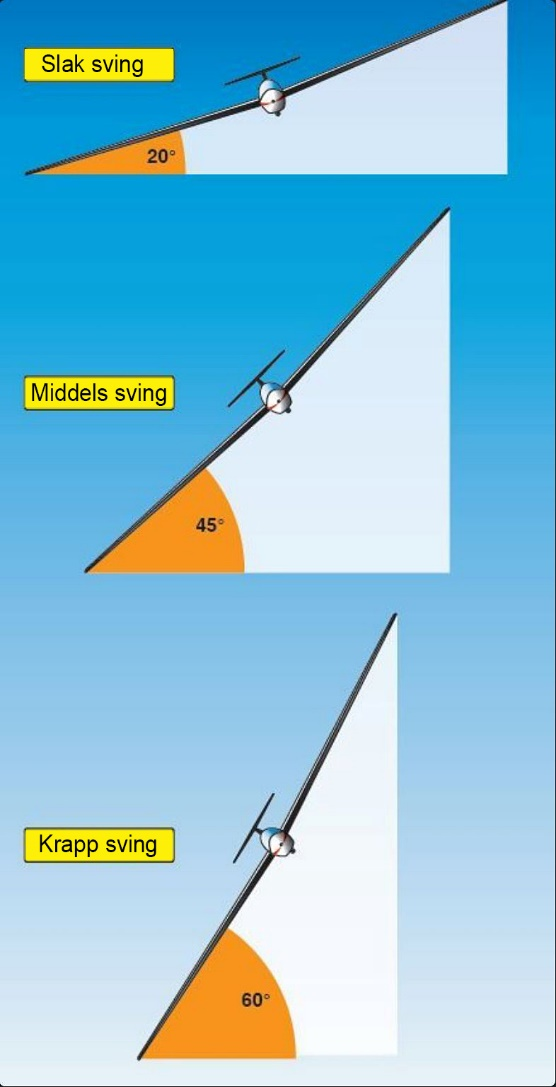 Slak sving
20°
Middels sving
45°
Krapp sving
60°